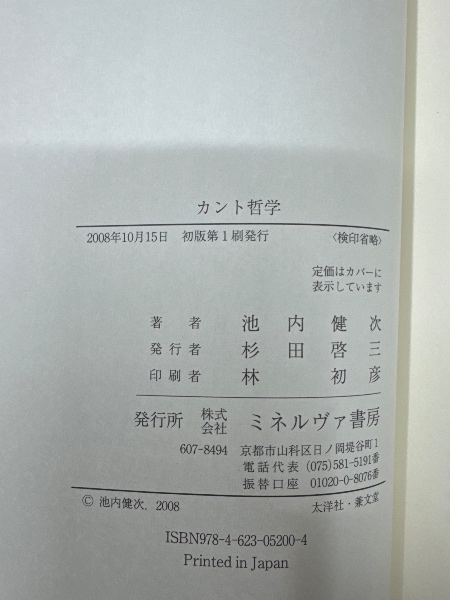 カント哲学
2008年10月15日　初版第1刷発行　〈検印省略〉
定価はカバーに
表示しています
著者　池内健次
発行者　杉田啓三
印刷者　林初彦
発行所　株式会社　ミネルヴァ書房
607-8494　京都市山科区日ノ岡堤谷町1
電話代表 (075)581-5191番
振替口座 01020-0-8076番
© 池内健次, 2008　太洋社・兼文堂
ISBN978-4-623-05200-4
Printed in Japan